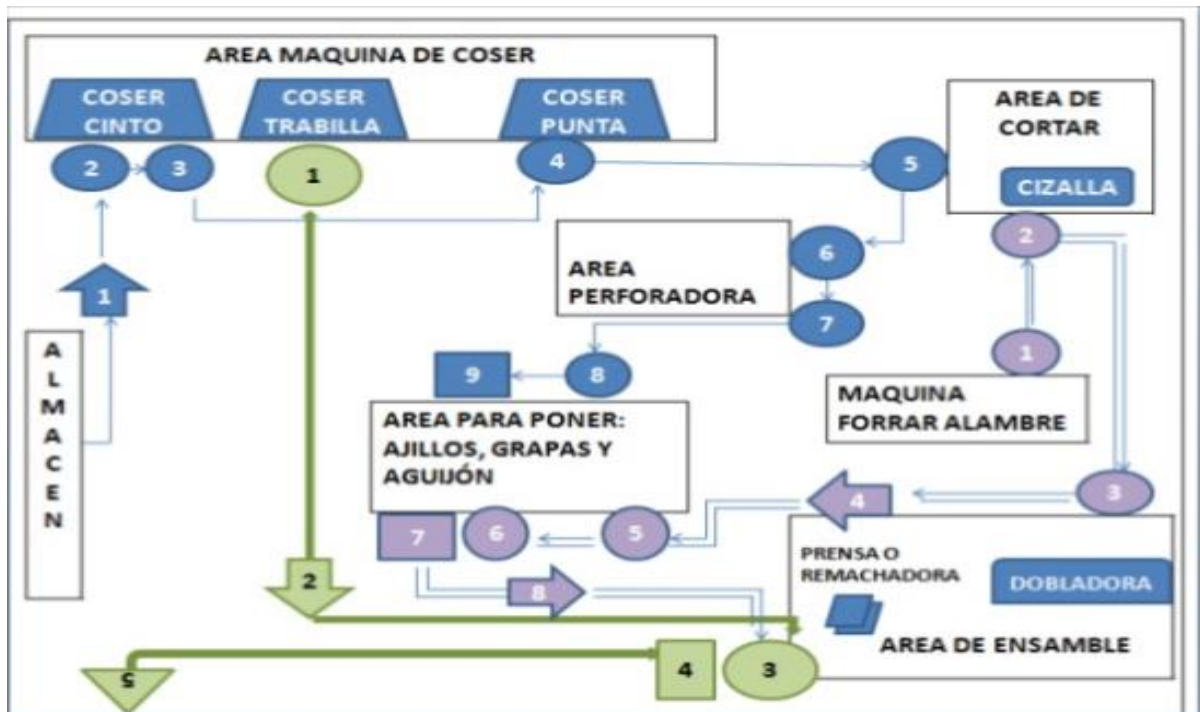 AREA MAQUINA DE COSER
COSER
CINTO
COSER
TRABILLA
COSER
PUNTA
AREA DE
CORTAR
CIZALLA
2
3
1
4
5
2
6
AREA
PERFORADORA
7
1
1
A
L
M
A
C
E
N
9
8
MAQUINA
FORRAR ALAMBRE
AREA PARA PONER:
AJILLOS, GRAPAS Y
AGUIJÓN
3
4
7
6
5
PRENSA O
REMACHADORA
DOBLADORA
2
8
AREA DE ENSAMBLE
5
4
3